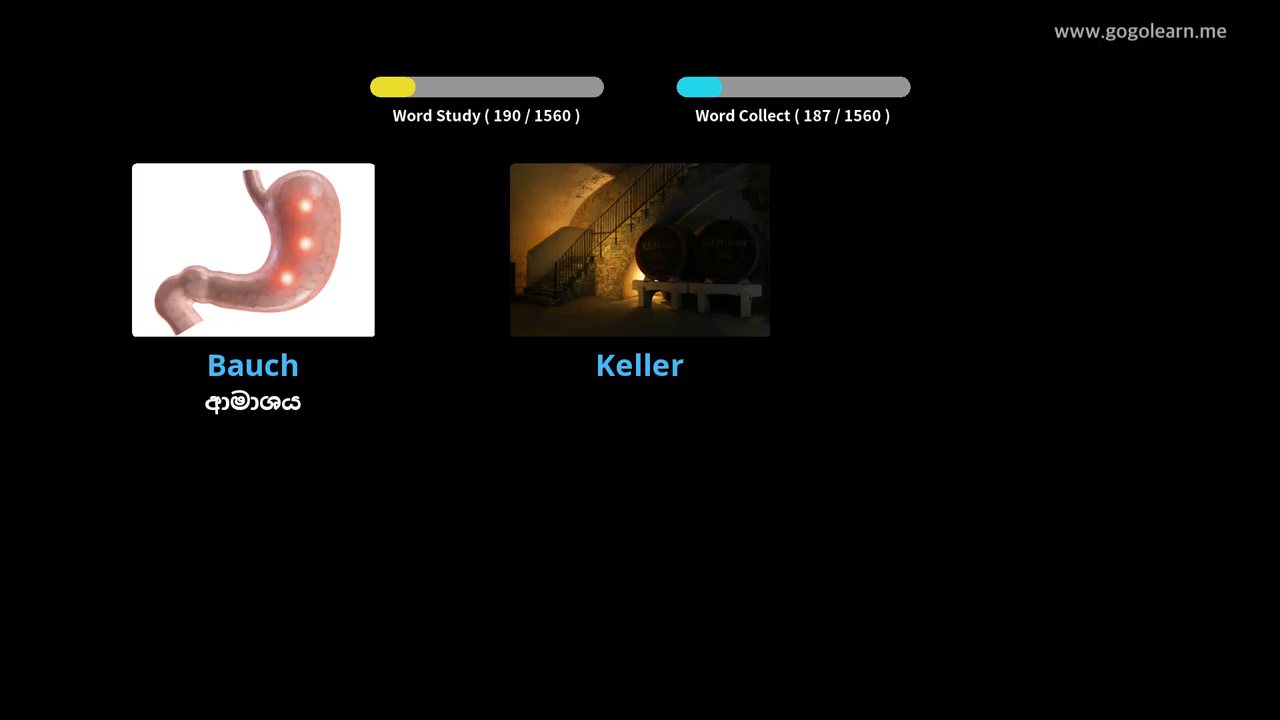 www.gogolearn.me
Word Study ( 190 / 1560 )
Word Collect ( 187 / 1560 )
Bauch
ආමාශය
Keller